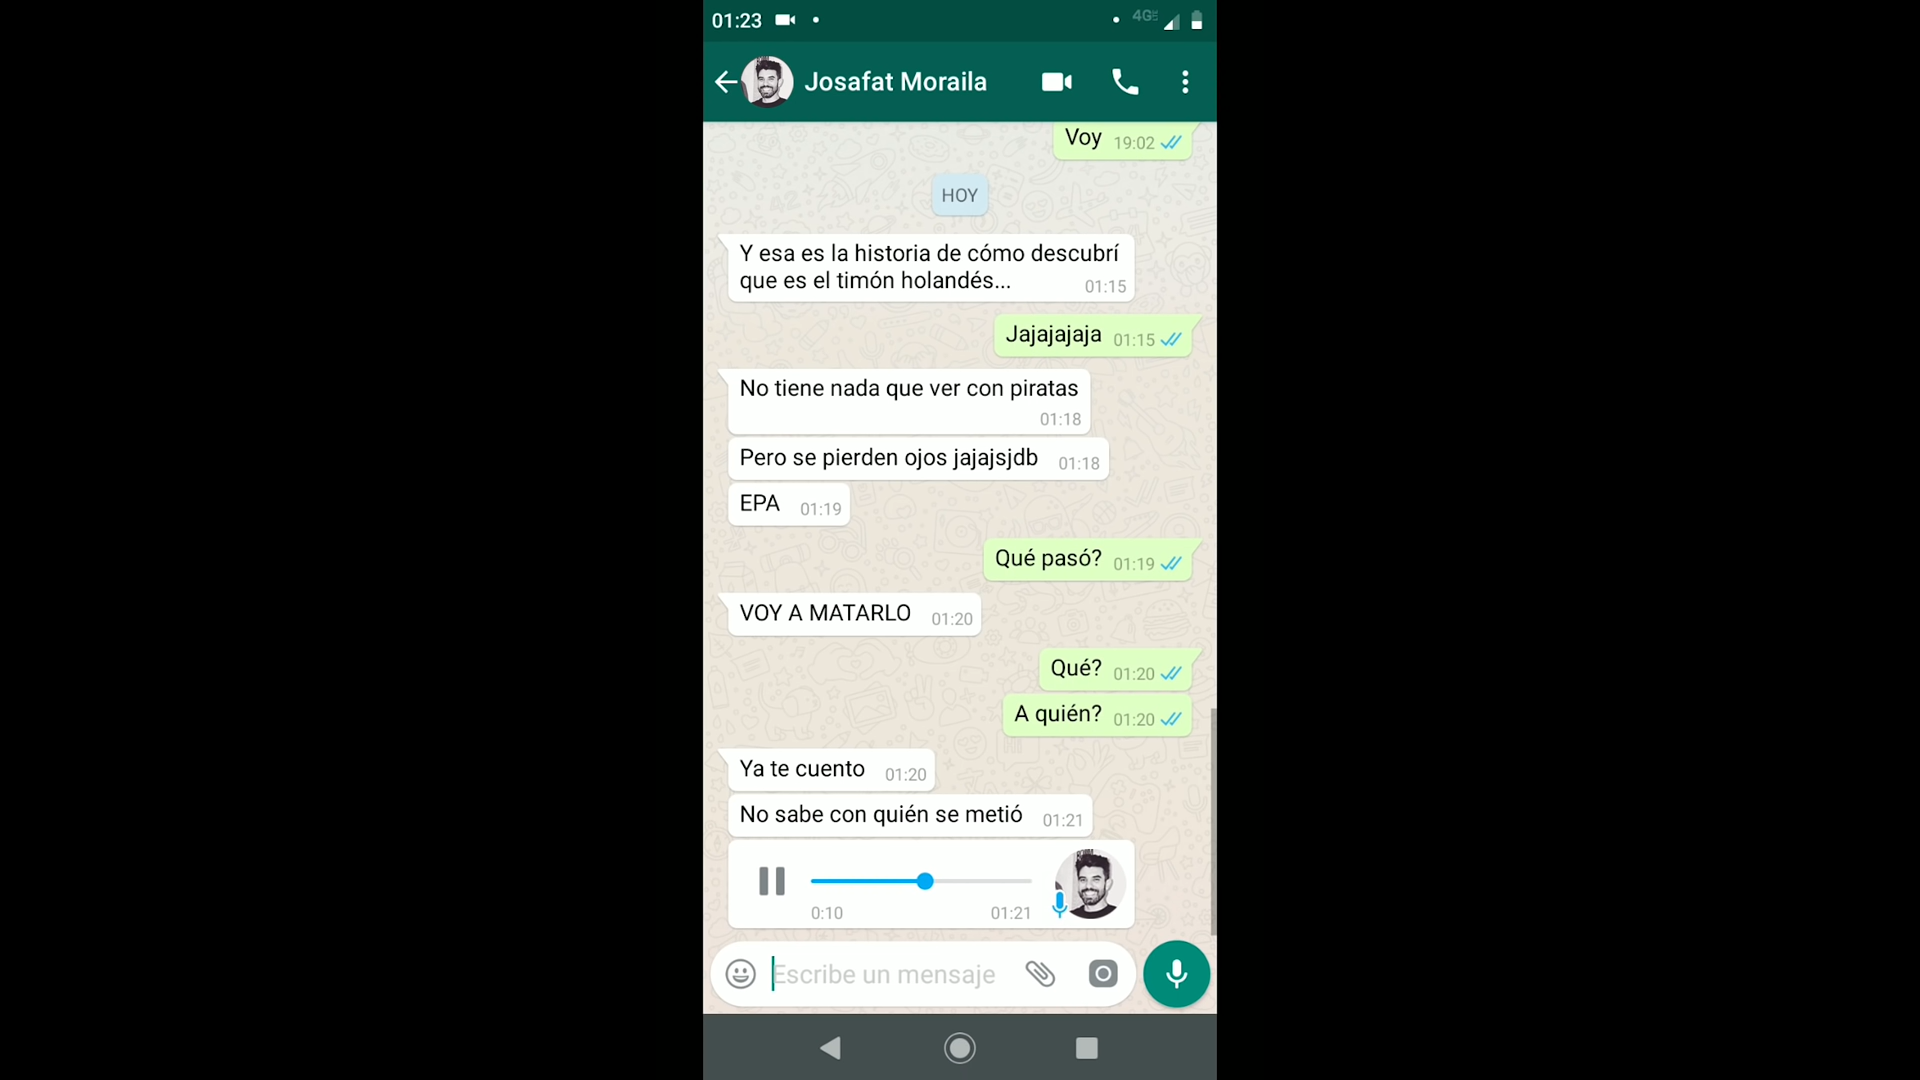 01:23
4G
Josafat Moraila
Voy 19:02
HOY
Y esa es la historia de cómo descubrí
que es el timón holandés... 01:15
Jajajajaja 01:15
No tiene nada que ver con piratas
01:18
Pero se pierden ojos jajajsjdb 01:18
EPA 01:19
Qué pasó? 01:19
VOY A MATARLO 01:20
Qué? 01:20
A quién? 01:20
Ya te cuento 01:20
No sabe con quién se metió 01:21
0:10 01:21
Escribe un mensaje